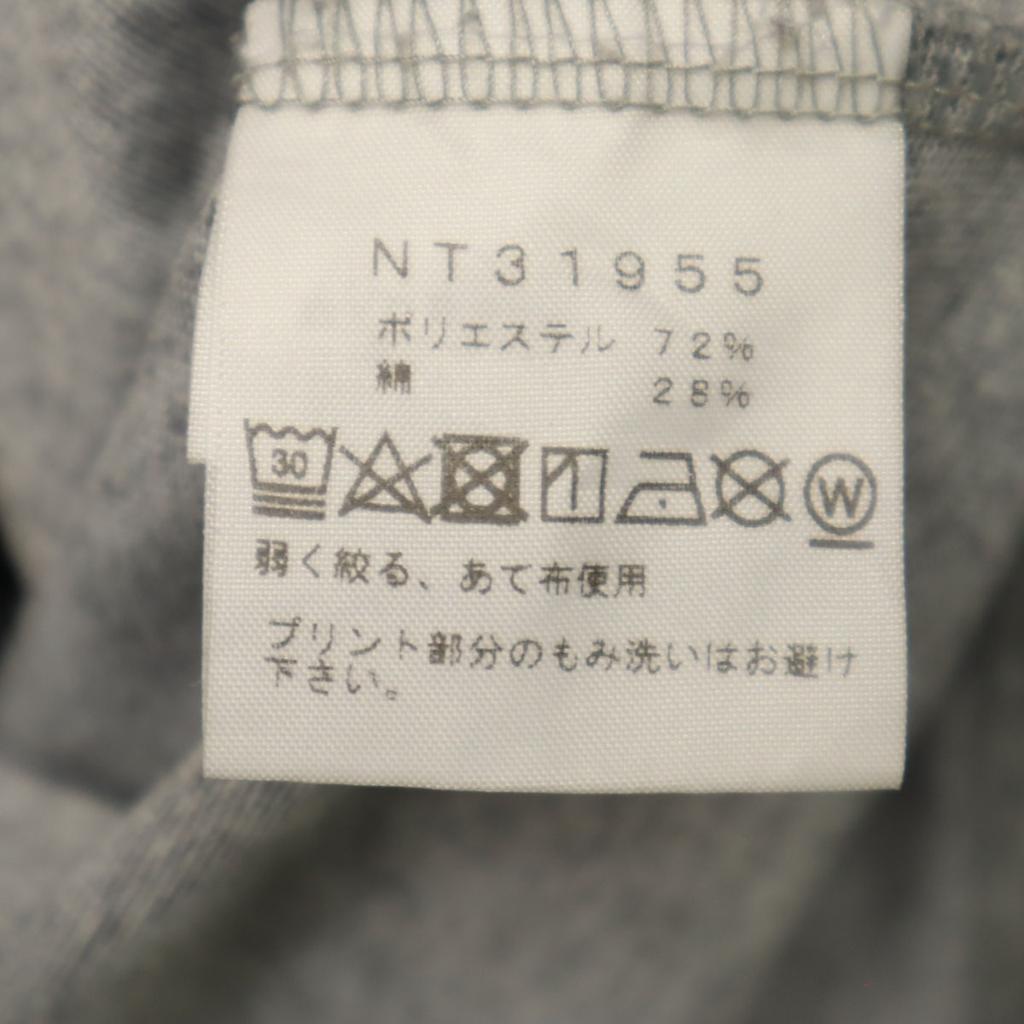 NT31955
ポリエステル 72%
綿 28%
30 W
弱く絞る、あて布使用
プリント部分のもみ洗いはお避け
下さい。